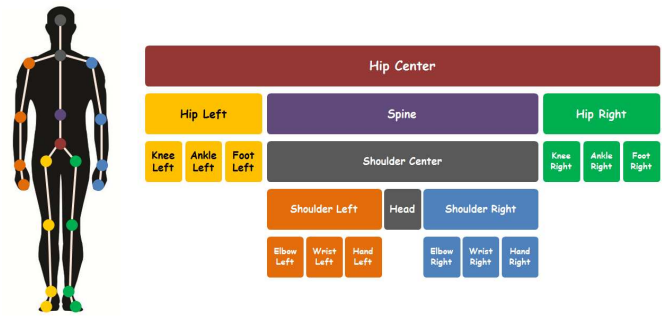 Hip Center
Hip Left
Spine
Hip Right
Knee Left
Ankle Left
Foot Left
Shoulder Center
Knee Right
Ankle Right
Foot Right
Shoulder Left
Head
Shoulder Right
Elbow Left
Wrist Left
Hand Left
Elbow Right
Wrist Right
Hand Right